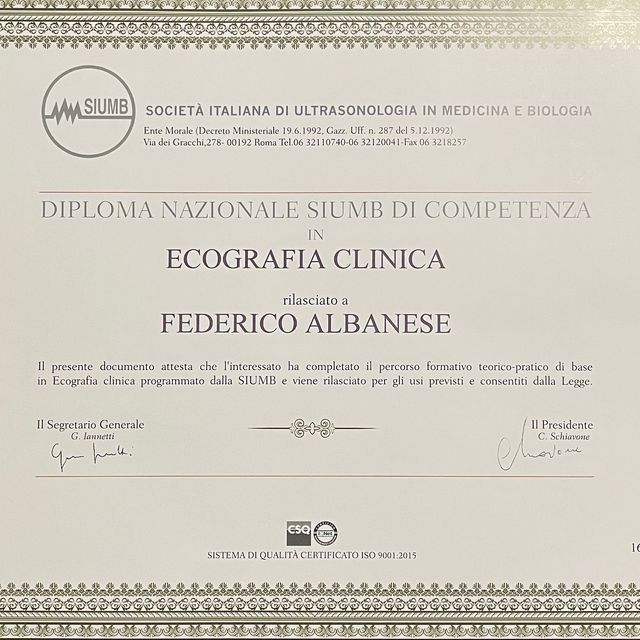 SIUMB
SOCIETÀ ITALIANA DI ULTRASONOLOGIA IN MEDICINA E BIOLOGIA
Ente Morale (Decreto Ministeriale 19.6.1992, Gazz. Uff. n. 287 del 5.12.1992)
Via dei Gracchi,278- 00192 Roma Tel.06 32110740-06 32120041-Fax 06 3218257
DIPLOMA NAZIONALE SIUMB DI COMPETENZA
IN
ECOGRAFIA CLINICA
rilasciato a
FEDERICO ALBANESE
Il presente documento attesta che l'interessato ha completato il percorso formativo teorico-pratico di base
in Ecografia clinica programmato dalla SIUMB e viene rilasciato per gli usi previsti e consentiti dalla Legge.
Il Segretario Generale
G. Iannetti
Il Presidente
C. Schiavone
CSQ
SISTEMA DI QUALITÀ CERTIFICATO ISO 9001:2015
16